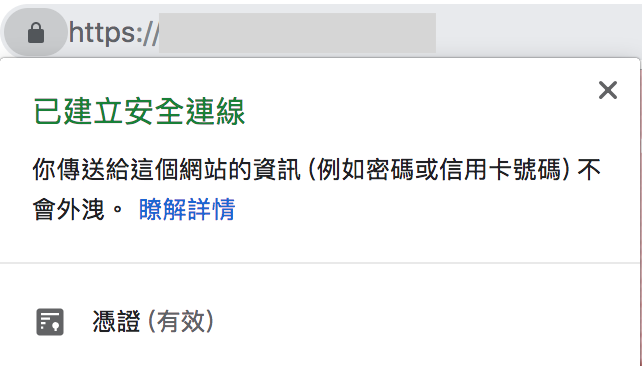 https://
已建立安全連線
你傳送給這個網站的資訊 (例如密碼或信用卡號碼) 不
會外洩。 瞭解詳情
憑證 (有效)